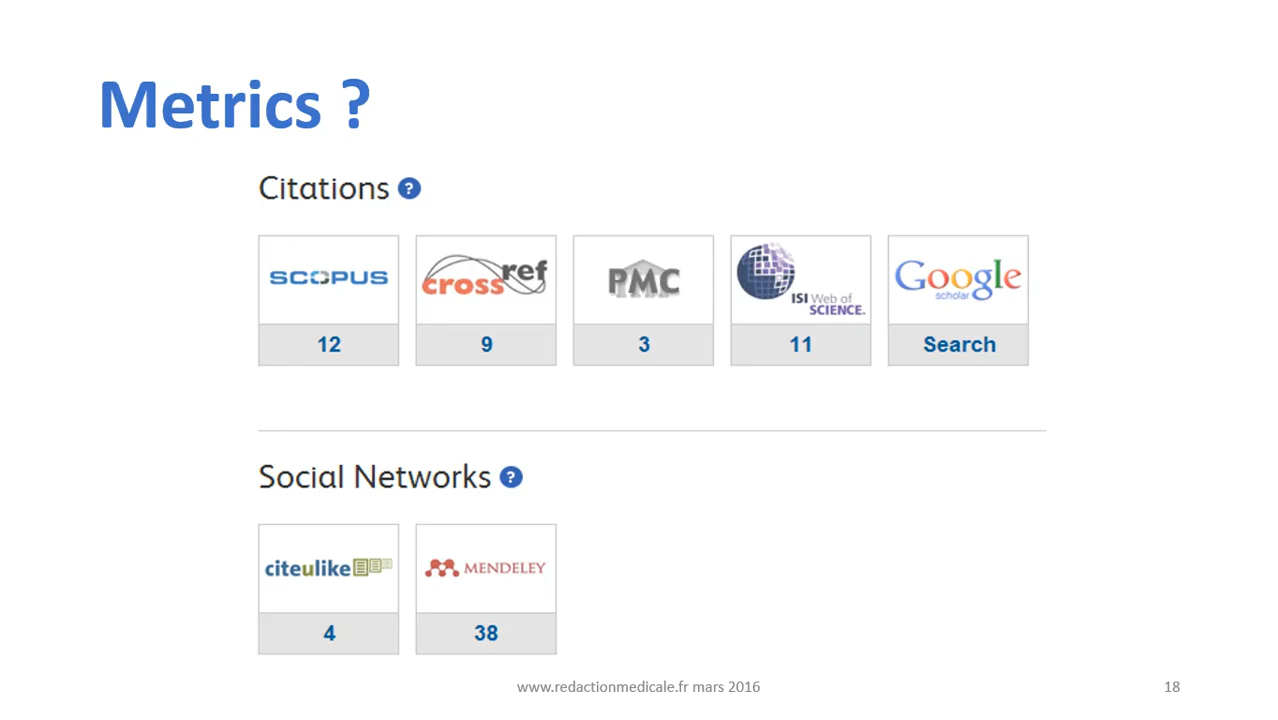 Metrics ?
Citations ?
SCOPUS
crossref
PMC
ISI Web of
SCIENCE.
Google
scholar
12
9
3
11
Search
Social Networks ?
citeulike
MENDELEY
4
38
www.redactionmedicale.fr mars 2016
18